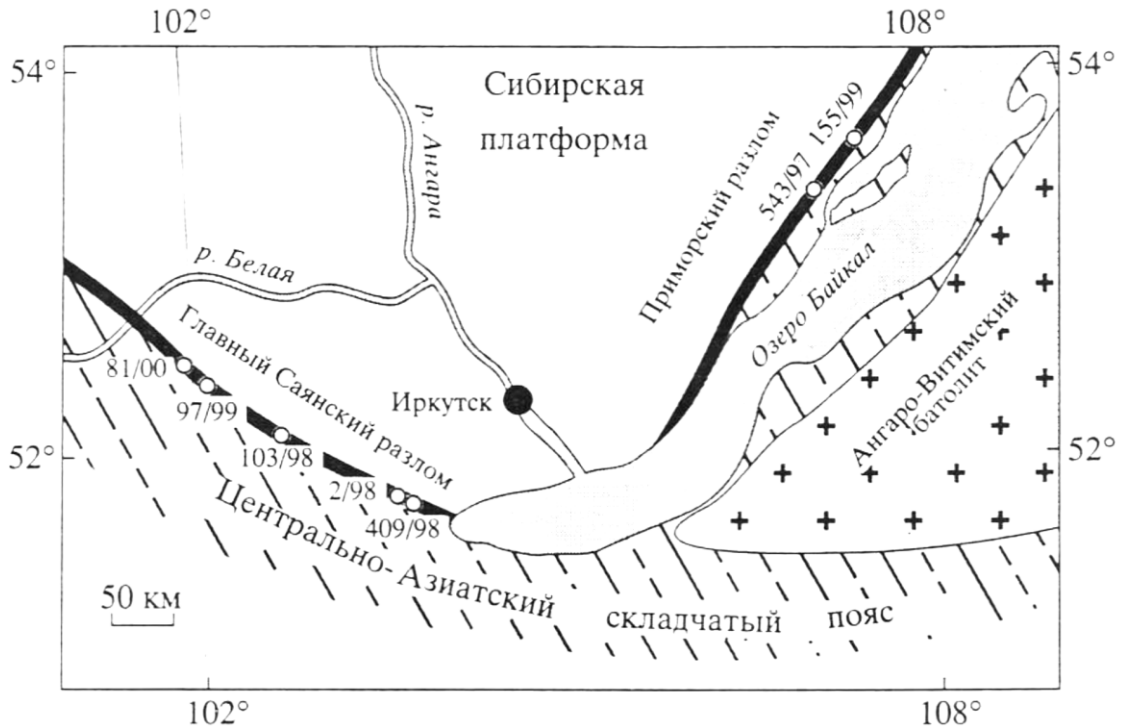 102°
108°
54°
54°
Сибирская
платформа
р. Ангара
Приморский разлом
543/97
155/99
р. Белая
Озеро Байкал
Главный Саянский разлом
81/00
97/99
Иркутск
Ангаро-Витимский
батолит
52°
52°
103/98
2/98
409/98
Центрально-Азиатский складчатый пояс
50 км
102°
108°